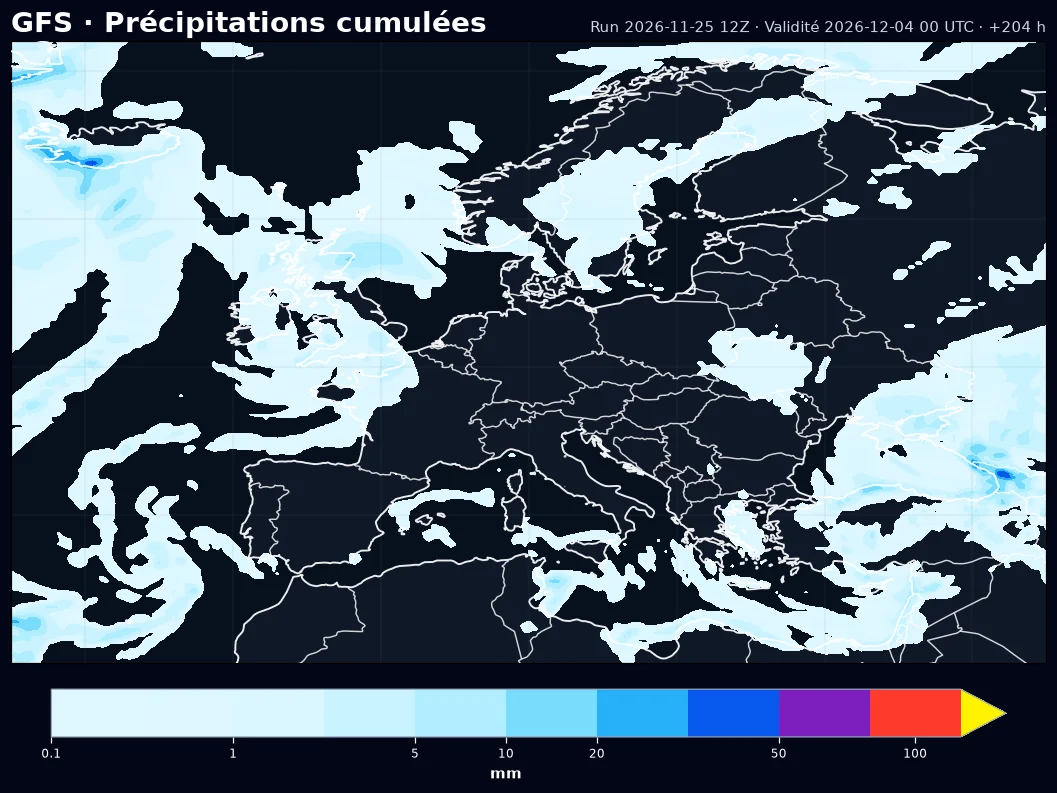 GFS · Précipitations cumulées
Run 2026-11-25 12Z · Validité 2026-12-04 00 UTC · +204 h
0.1 1 5 10 20 50 100
mm